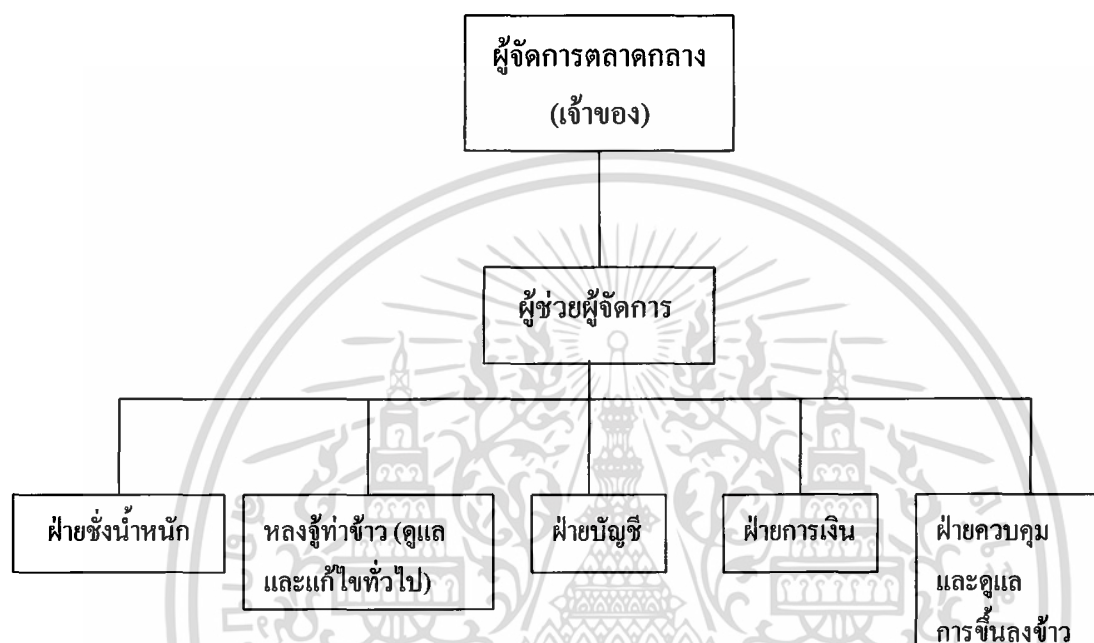 ผู้จัดการตลาดกลาง
(เจ้าของ)
ผู้ช่วยผู้จัดการ
ฝ่ายชั่งน้ำหนัก
หลงจู้ท่าข้าว (ดูแล
และแก้ไขทั่วไป)
ฝ่ายบัญชี
ฝ่ายการเงิน
ฝ่ายควบคุม
และดูแล
การขึ้นลงข้าว